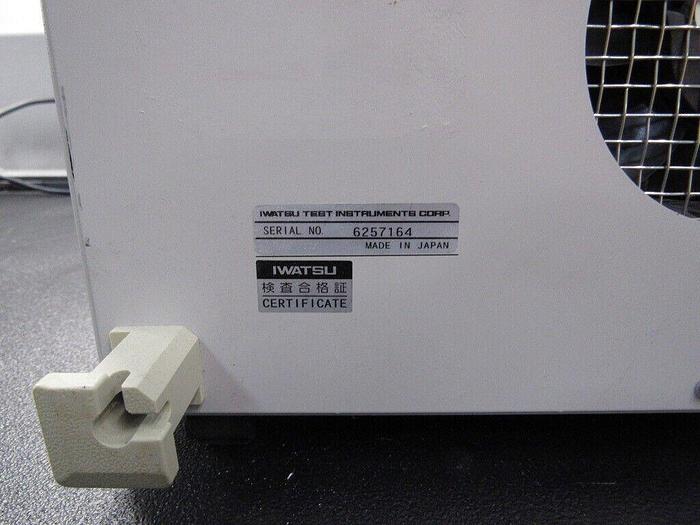 IWATSU TEST INSTRUMENTS CORP.
SERIAL NO. 6257164
MADE IN JAPAN
IWATSU
検査合格証
CERTIFICATE